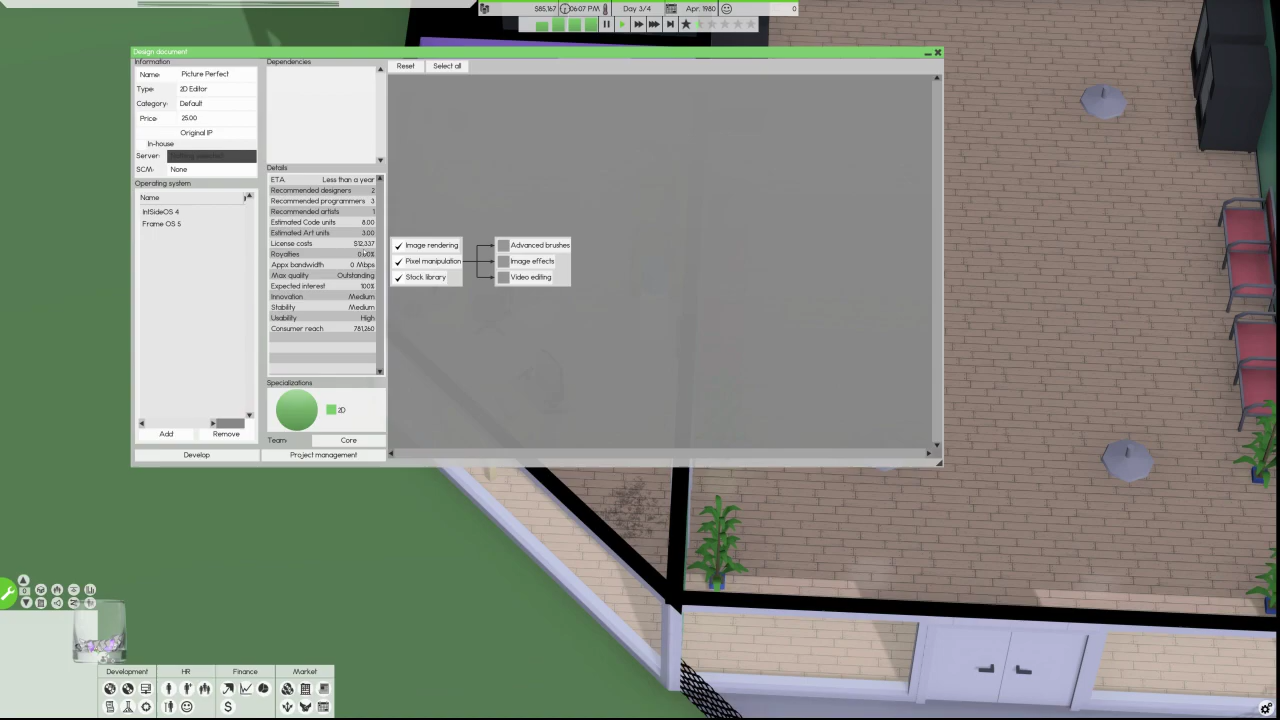 $85,167 06:07 PM Day 3/4 Apr. 1980 0
Design document
Information
Name: Picture Perfect
Type: 2D Editor
Category: Default
Price: 25.00
Original IP
In-house
Server:
SCM: None
Operating system
Name
IntSideOS 4
Frame OS 5
Add Remove
Develop
Dependencies
Details
ETA Less than a year
Recommended designers 2
Recommended programmers 3
Recommended artists 1
Estimated Code units 8.00
Estimated Art units 3.00
License costs $12,337
Royalties
Appx bandwidth 0 Mbps
Max quality Outstanding
Expected interest 100%
Innovation Medium
Stability Medium
Usability High
Consumer reach 781,260
Specializations
2D
Team: Core
Project management
Reset Select all
Image rendering Advanced brushes
Pixel manipulation Image effects
Stock library Video editing
Development HR Finance Market